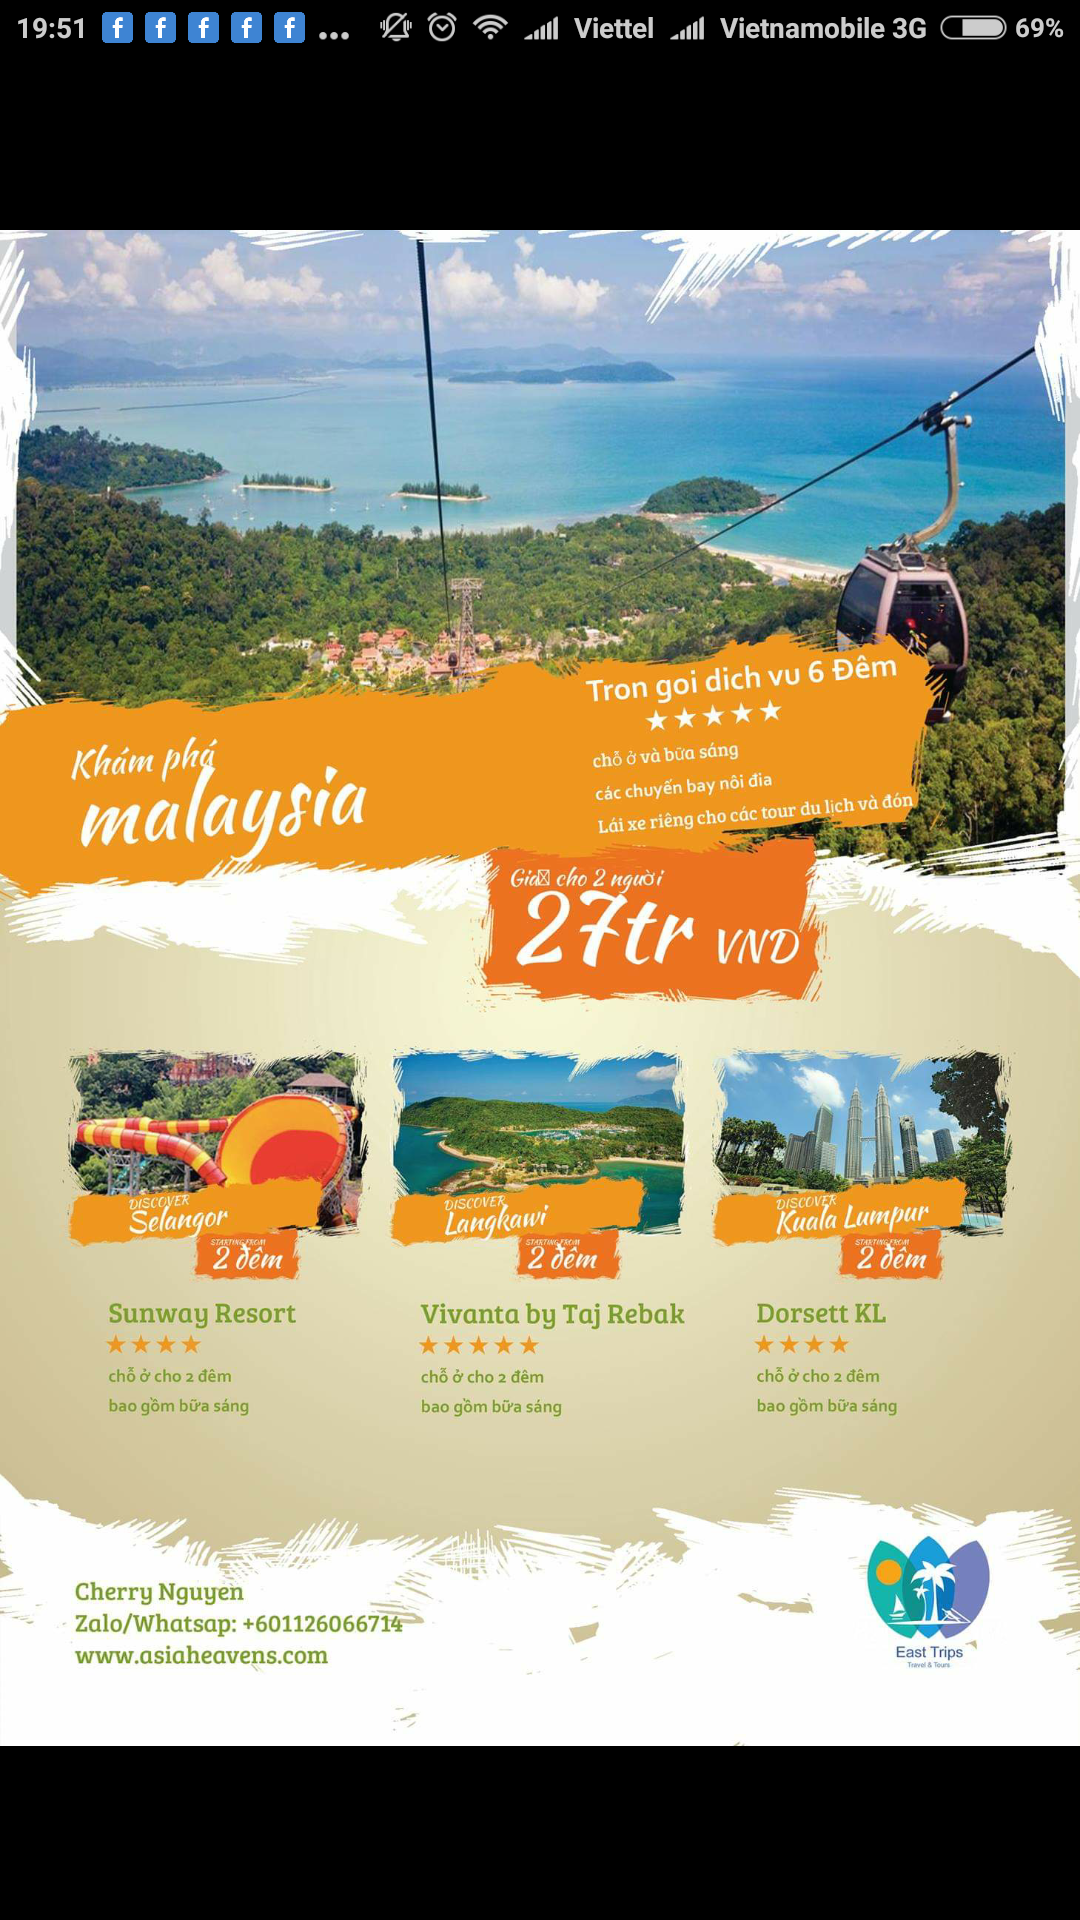 19:51 f f f f f ... Viettel Vietnamobile 3G 69%
Tron goi dich vu 6 Đêm
chỗ ở và bữa sáng
các chuyến bay nôi đia
Lái xe riêng cho các tour du lịch và đón
Khám phá
malaysia
Gia cho 2 người
27tr VND
DISCOVER
Selangor
STARTING FROM
2 đêm
DISCOVER
Langkawi
STARTING FROM
2 đêm
DISCOVER
Kuala Lumpur
STARTING FROM
2 đêm
Sunway Resort
chỗ ở cho 2 đêm
bao gồm bữa sáng
Vivanta by Taj Rebak
chỗ ở cho 2 đêm
bao gồm bữa sáng
Dorsett KL
chỗ ở cho 2 đêm
bao gồm bữa sáng
Cherry Nguyen
Zalo/Whatsap: +601126066714
www.asiaheavens.com
East Trips
Travel & Tours